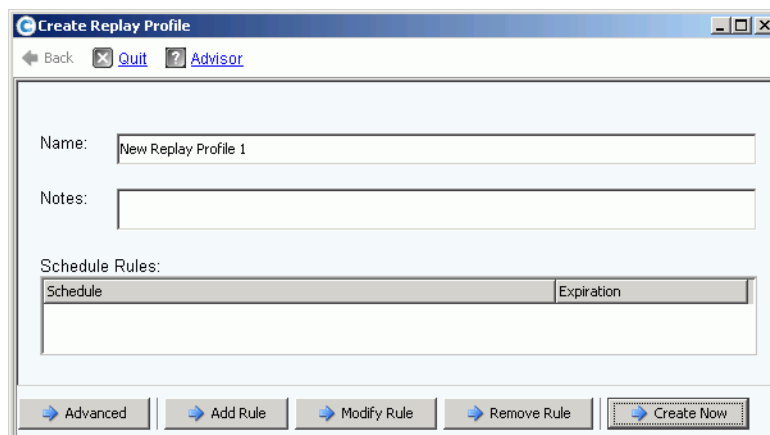 Create Replay Profile
Back Quit Advisor
Name: New Replay Profile 1
Notes:
Schedule Rules:
Schedule Expiration
Advanced Add Rule Modify Rule Remove Rule Create Now